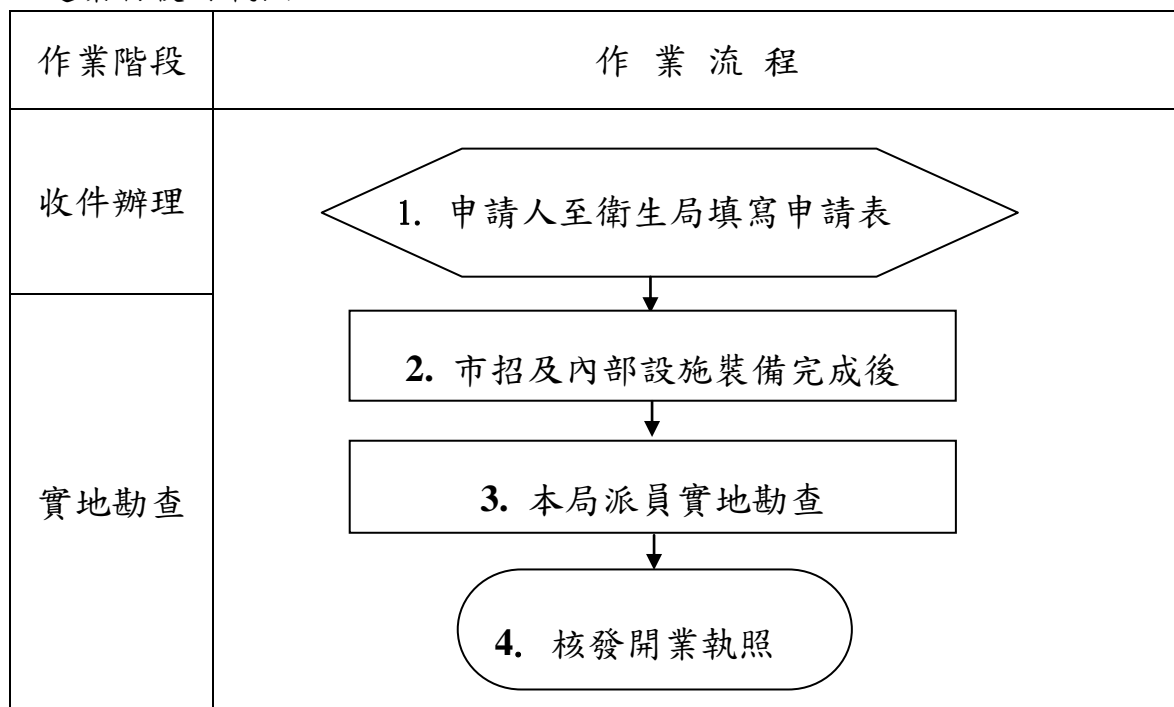 作業階段
作 業 流 程
收件辦理
1. 申請人至衛生局填寫申請表
2. 市招及內部設施裝備完成後
實地勘查
3. 本局派員實地勘查
4. 核發開業執照